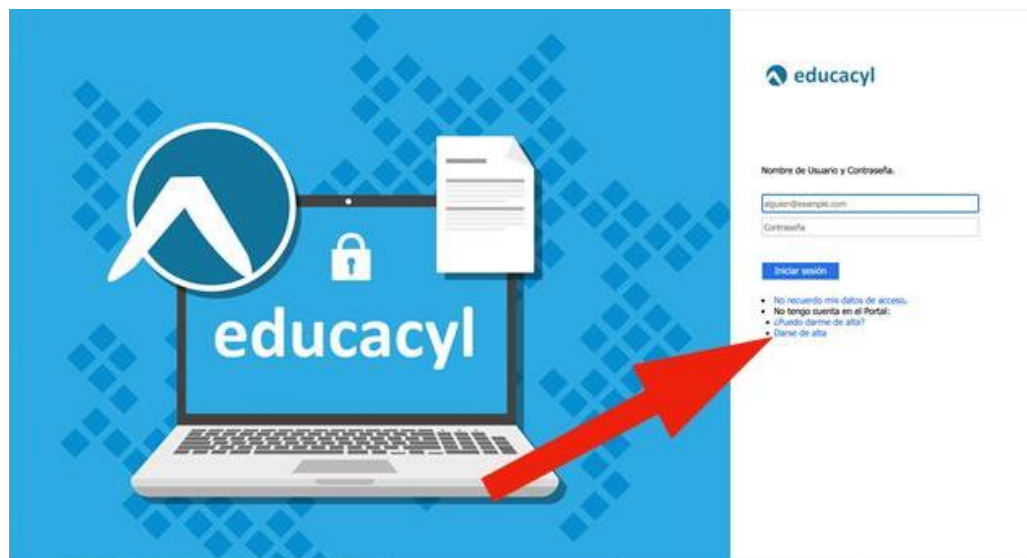 educacyl
educacyl
Nombre de Usuario y Contraseña.
alguien@example.com
Contraseña
Iniciar sesión
No recuerdo mis datos de acceso.
No tengo cuenta en el Portal:
¿Puedo darme de alta?
Darse de alta